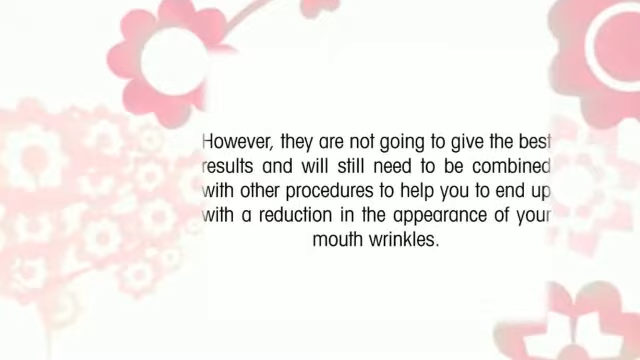 However, they are not going to give the best
results and will still need to be combined
with other procedures to help you to end up
with a reduction in the appearance of your
mouth wrinkles.